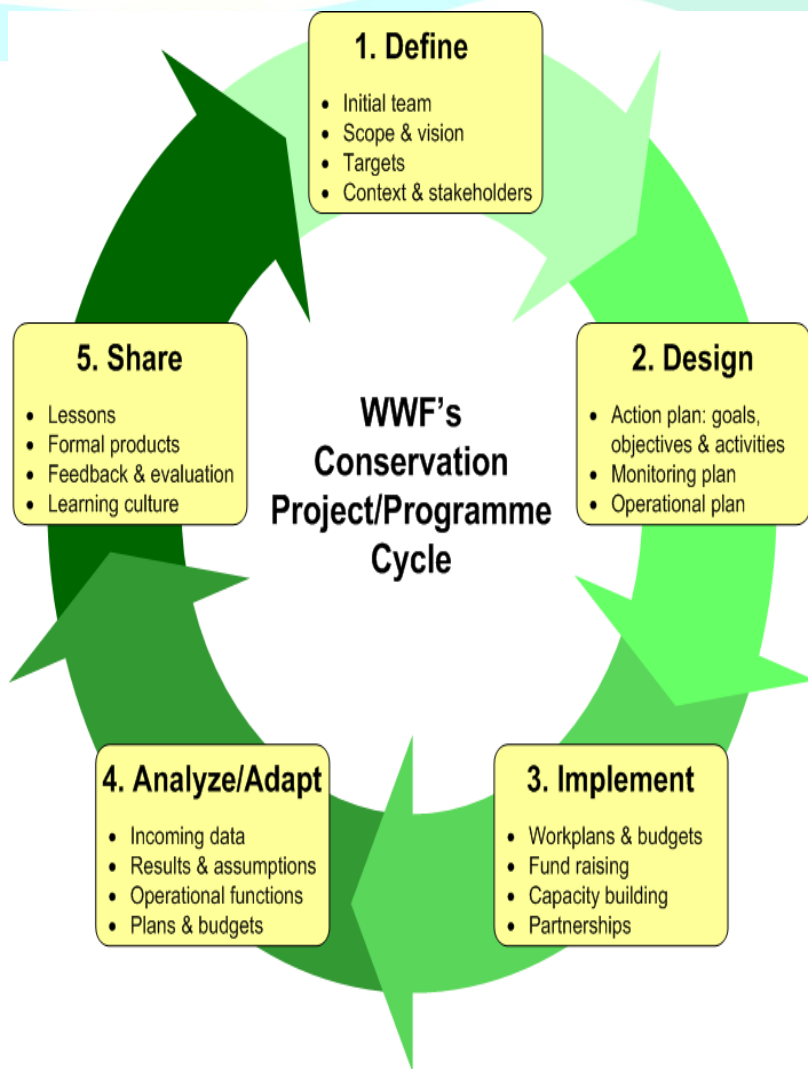 1. Define
• Initial team
• Scope & vision
• Targets
• Context & stakeholders
2. Design
• Action plan: goals,
objectives & activities
• Monitoring plan
• Operational plan
3. Implement
• Workplans & budgets
• Fund raising
• Capacity building
• Partnerships
4. Analyze/Adapt
• Incoming data
• Results & assumptions
• Operational functions
• Plans & budgets
5. Share
• Lessons
• Formal products
• Feedback & evaluation
• Learning culture
WWF's
Conservation
Project/Programme
Cycle